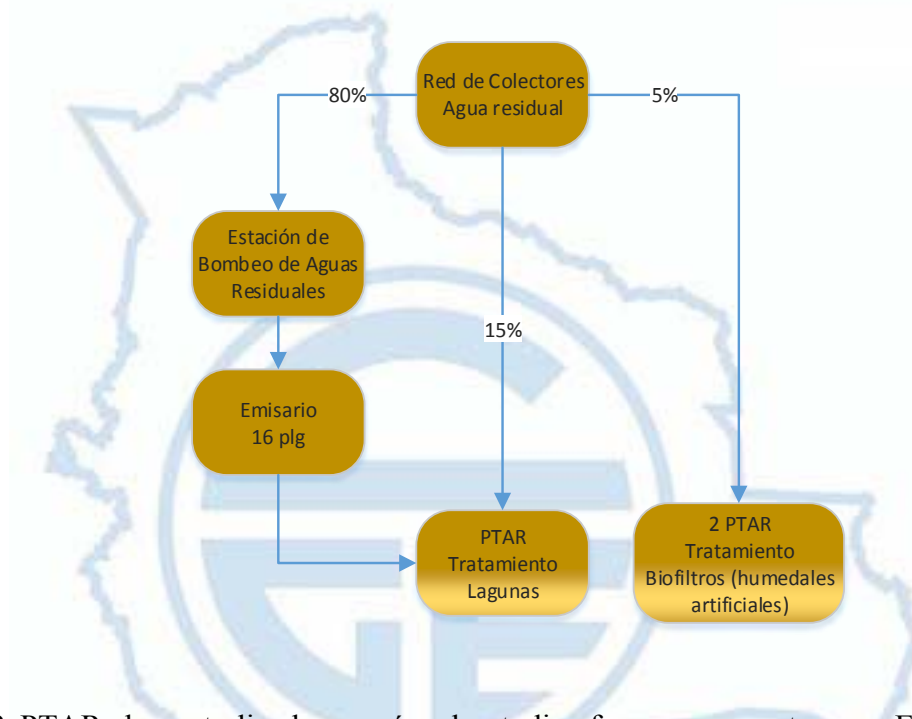 Red de Colectores
Agua residual
80%
5%
Estación de
Bombeo de Aguas
Residuales
15%
Emisario
16 plg
PTAR
Tratamiento
Lagunas
2 PTAR
Tratamiento
Biofiltros (humedales
artificiales)